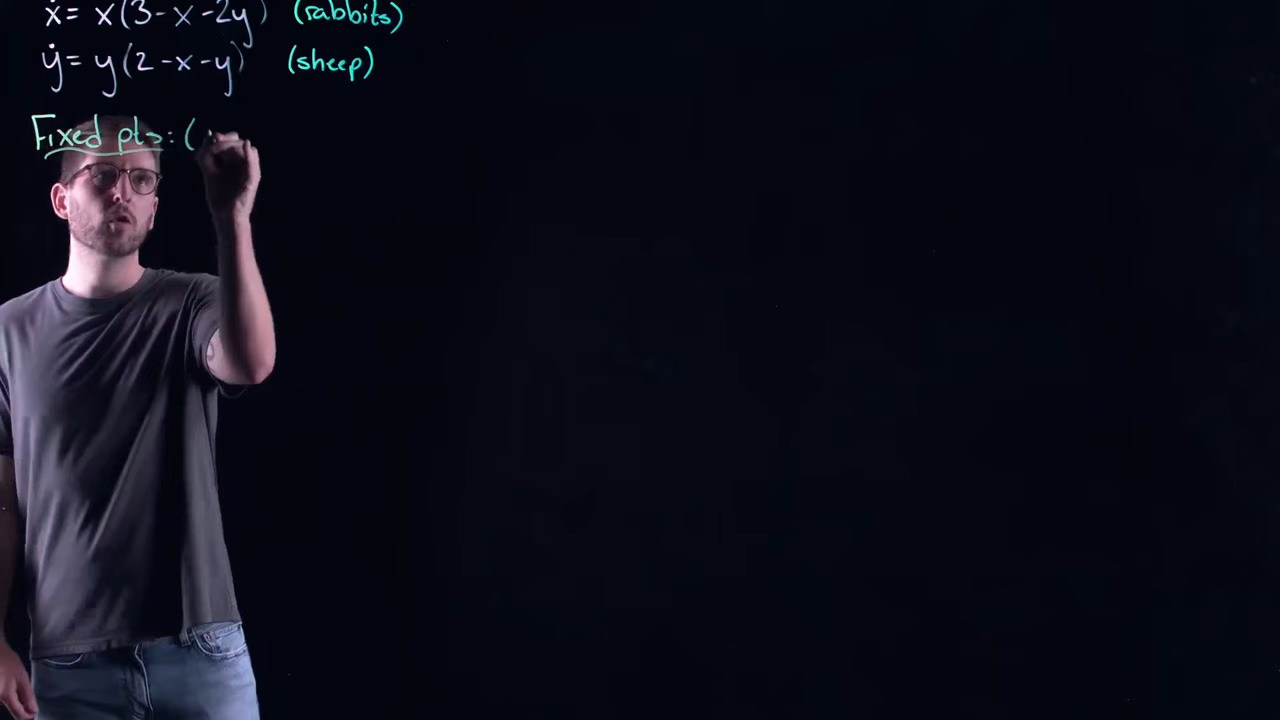 ẋ = x(3-x-2y) (rabbits)
ẏ = y(2-x-y) (sheep)
Fixed pts: (